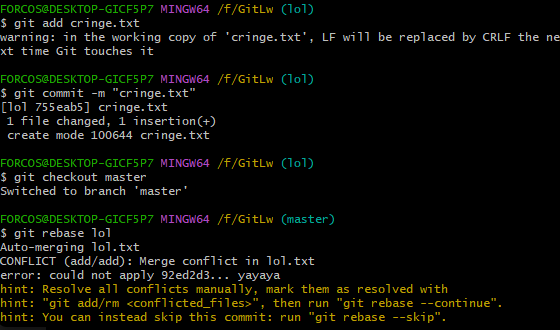 FORCOS@DESKTOP-GICF5P7 MINGW64 /f/GitLw (lol)
$ git add cringe.txt
warning: in the working copy of 'cringe.txt', LF will be replaced by CRLF the ne
xt time Git touches it
FORCOS@DESKTOP-GICF5P7 MINGW64 /f/GitLw (lol)
$ git commit -m "cringe.txt"
[lol 755eab5] cringe.txt
1 file changed, 1 insertion(+)
create mode 100644 cringe.txt
FORCOS@DESKTOP-GICF5P7 MINGW64 /f/GitLw (lol)
$ git checkout master
Switched to branch 'master'
FORCOS@DESKTOP-GICF5P7 MINGW64 /f/GitLw (master)
$ git rebase lol
Auto-merging lol.txt
CONFLICT (add/add): Merge conflict in lol.txt
error: could not apply 92ed2d3... yayaya
hint: Resolve all conflicts manually, mark them as resolved with
hint: "git add/rm <conflicted_files>", then run "git rebase --continue".
hint: You can instead skip this commit: run "git rebase --skip".